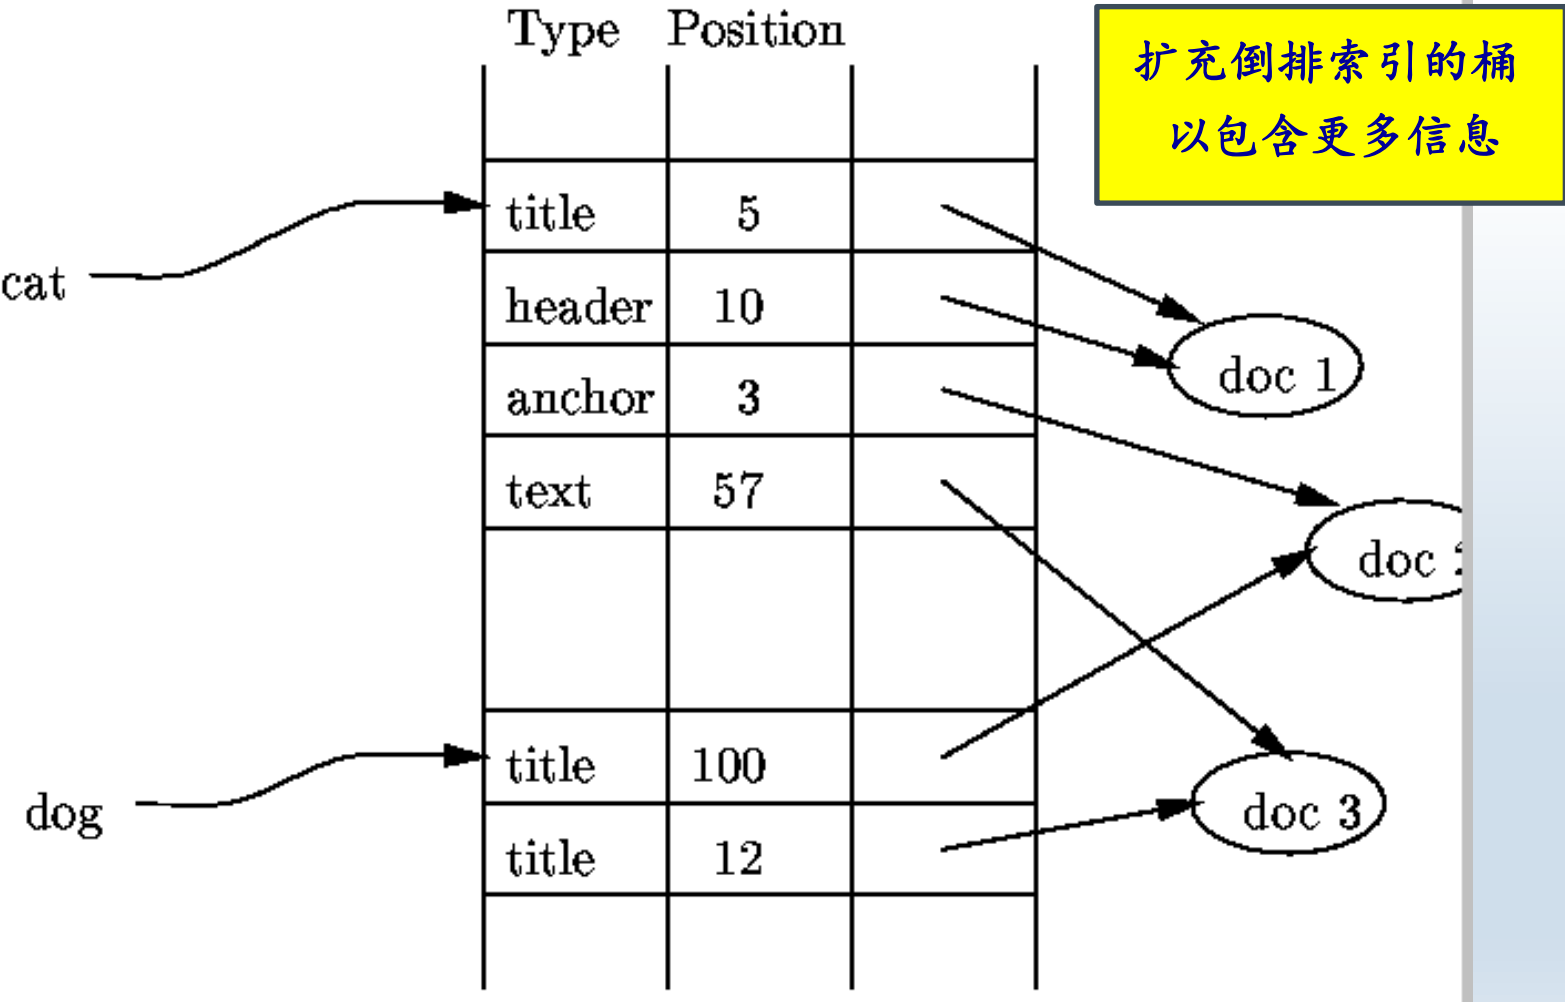 Type Position
扩充倒排索引的桶
以包含更多信息
cat
title 5
header 10
anchor 3
text 57
doc 1
doc
dog
title 100
title 12
doc 3